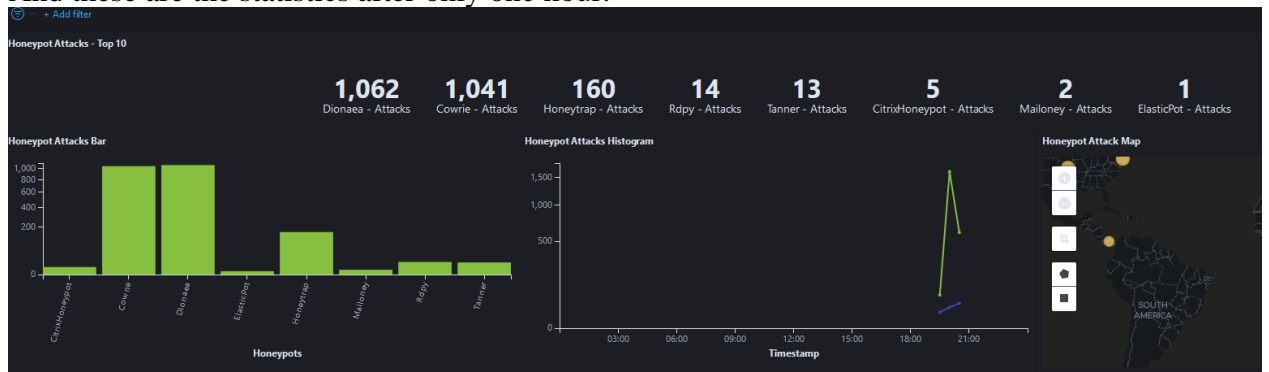 And these are the statistics after only one hour.
+ Add filter
Honeypot Attacks - Top 10
1,062 1,041 160 14 13 5 2 1
Dionaea - Attacks Cowrie - Attacks Honeytrap - Attacks Rdpy - Attacks Tanner - Attacks CitrixHoneypot - Attacks Mailoney - Attacks ElasticPot - Attacks
Honeypot Attacks Bar
1,000
800
600
400
200
0
CitrixHoneypot Cowrie Dionaea ElasticPot Honeytrap Mailoney Rdpy Tanner
Honeypots
Honeypot Attacks Histogram
1,500
1,000
500
0
03:00 06:00 09:00 12:00 15:00 18:00 21:00
Timestamp
Honeypot Attack Map
SOUTH
AMERICA